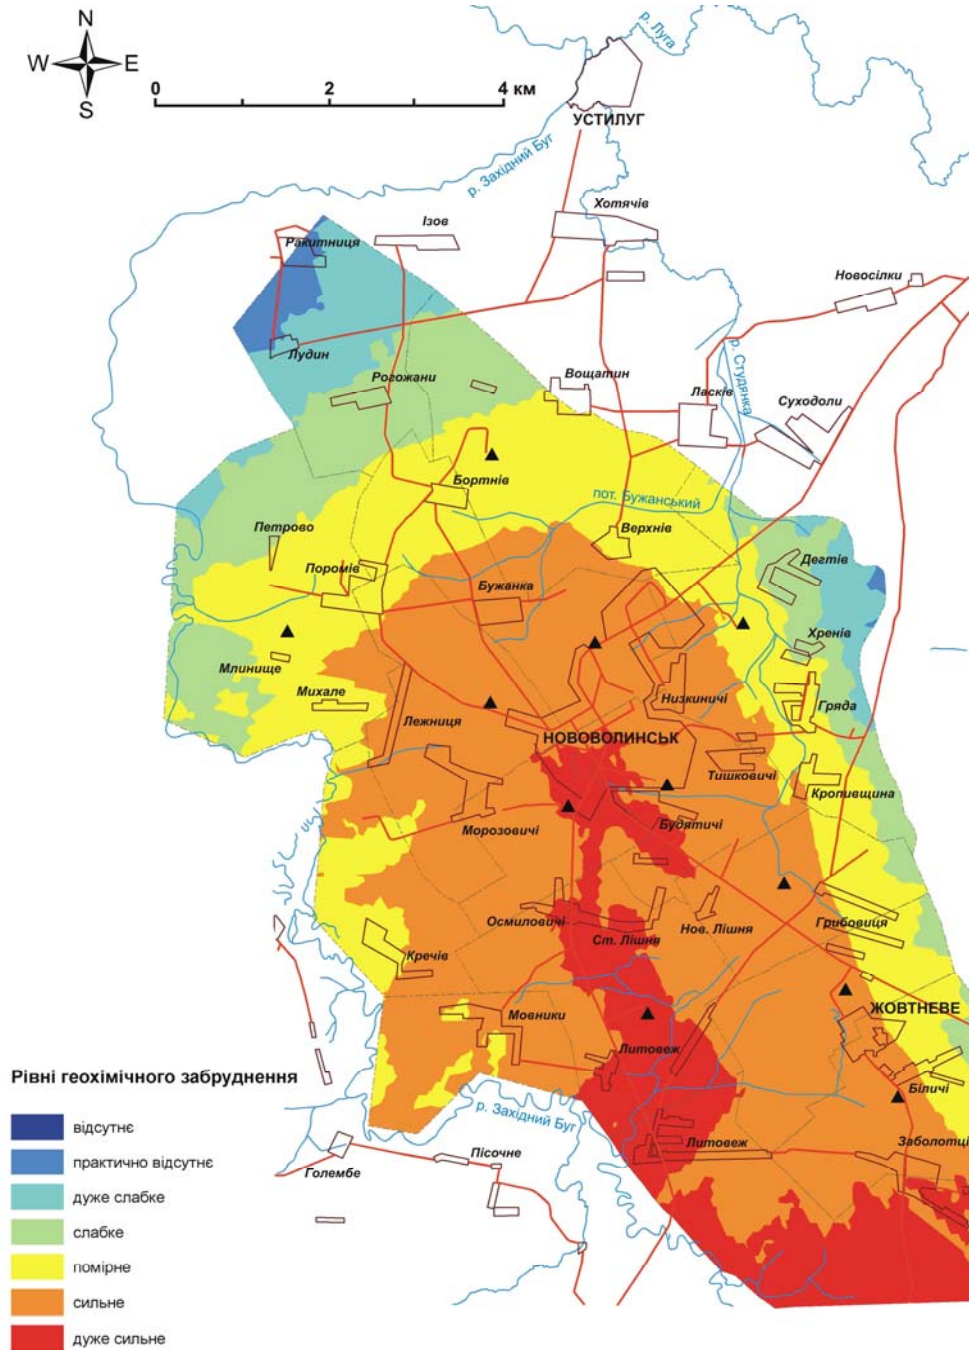 N
W E
S
0 2 4 км
р. Луга
УСТИЛУГ
р. Західний Буг
Хотячів
Ізов
Ракитниця
Новосілки
Лудин
р. Студянка
Рогожани
Вощатин
Ласків
Суходоли
Бортнів
пот. Бужанський
Петрово
Верхнів
Поромів
Дегтів
Бужанка
Хренів
Млинище
Михале
Низкиничі
Лежниця
Гряда
НОВОВОЛИНСЬК
Тишковичі
Кропивщина
Морозовичі
Будятичі
Осмиловичі
Нов. Лішня
Грибовиця
Ст. Лішня
Кречів
ЖОВТНЕВЕ
Мовники
Литовеж
Рівні геохімічного забруднення
Біличі
р. Західний Буг
відсутнє
Литовеж
Заболотці
Пісочне
практично відсутнє
Голембе
дуже слабке
слабке
помірне
сильне
дуже сильне